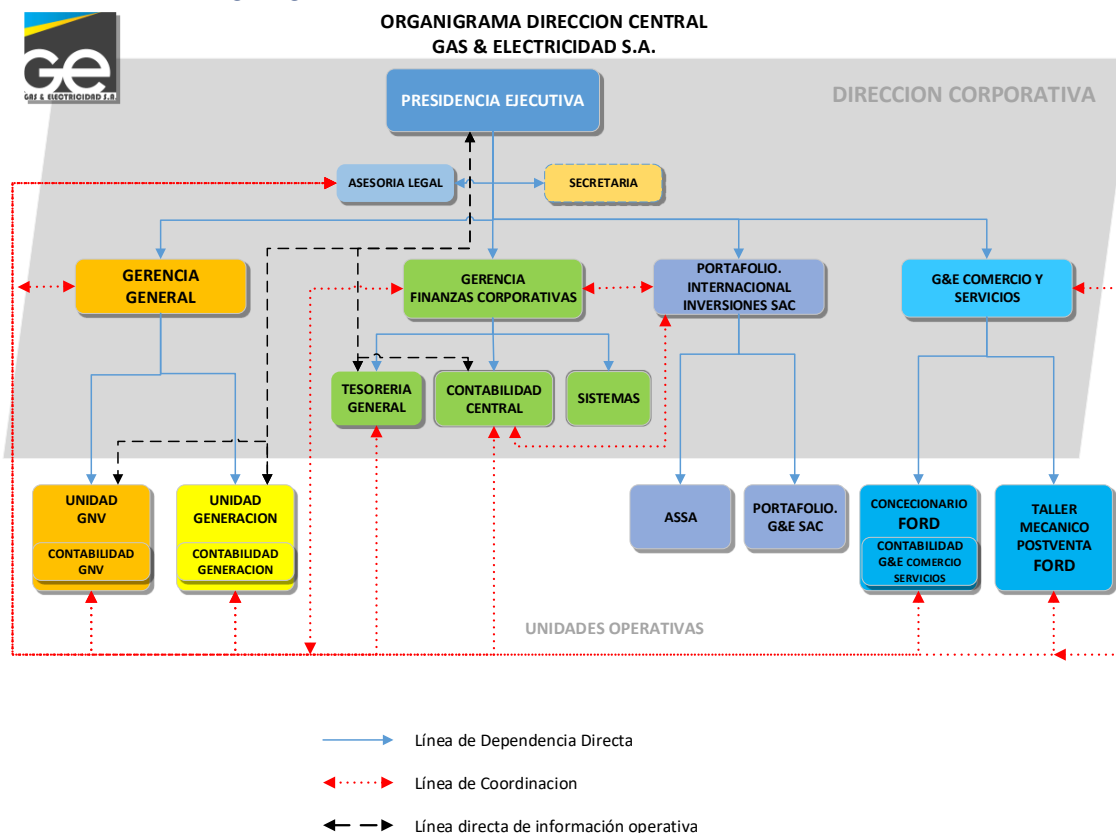 ORGANIGRAMA DIRECCION CENTRAL
GAS & ELECTRICIDAD S.A.
Ge
GAS & ELECTRICIDAD S.A.
DIRECCION CORPORATIVA
PRESIDENCIA EJECUTIVA
ASESORIA LEGAL
SECRETARIA
GERENCIA
GENERAL
GERENCIA
FINANZAS CORPORATIVAS
PORTAFOLIO.
INTERNACIONAL
INVERSIONES SAC
G&E COMERCIO Y
SERVICIOS
TESORERIA
GENERAL
CONTABILIDAD
CENTRAL
SISTEMAS
UNIDAD
GNV
CONTABILIDAD
GNV
UNIDAD
GENERACION
CONTABILIDAD
GENERACION
ASSA
PORTAFOLIO.
G&E SAC
CONCECIONARIO
FORD
CONTABILIDAD
G&E COMERCIO
SERVICIOS
TALLER
MECANICO
POSTVENTA
FORD
UNIDADES OPERATIVAS
Línea de Dependencia Directa
Línea de Coordinacion
Línea directa de información operativa